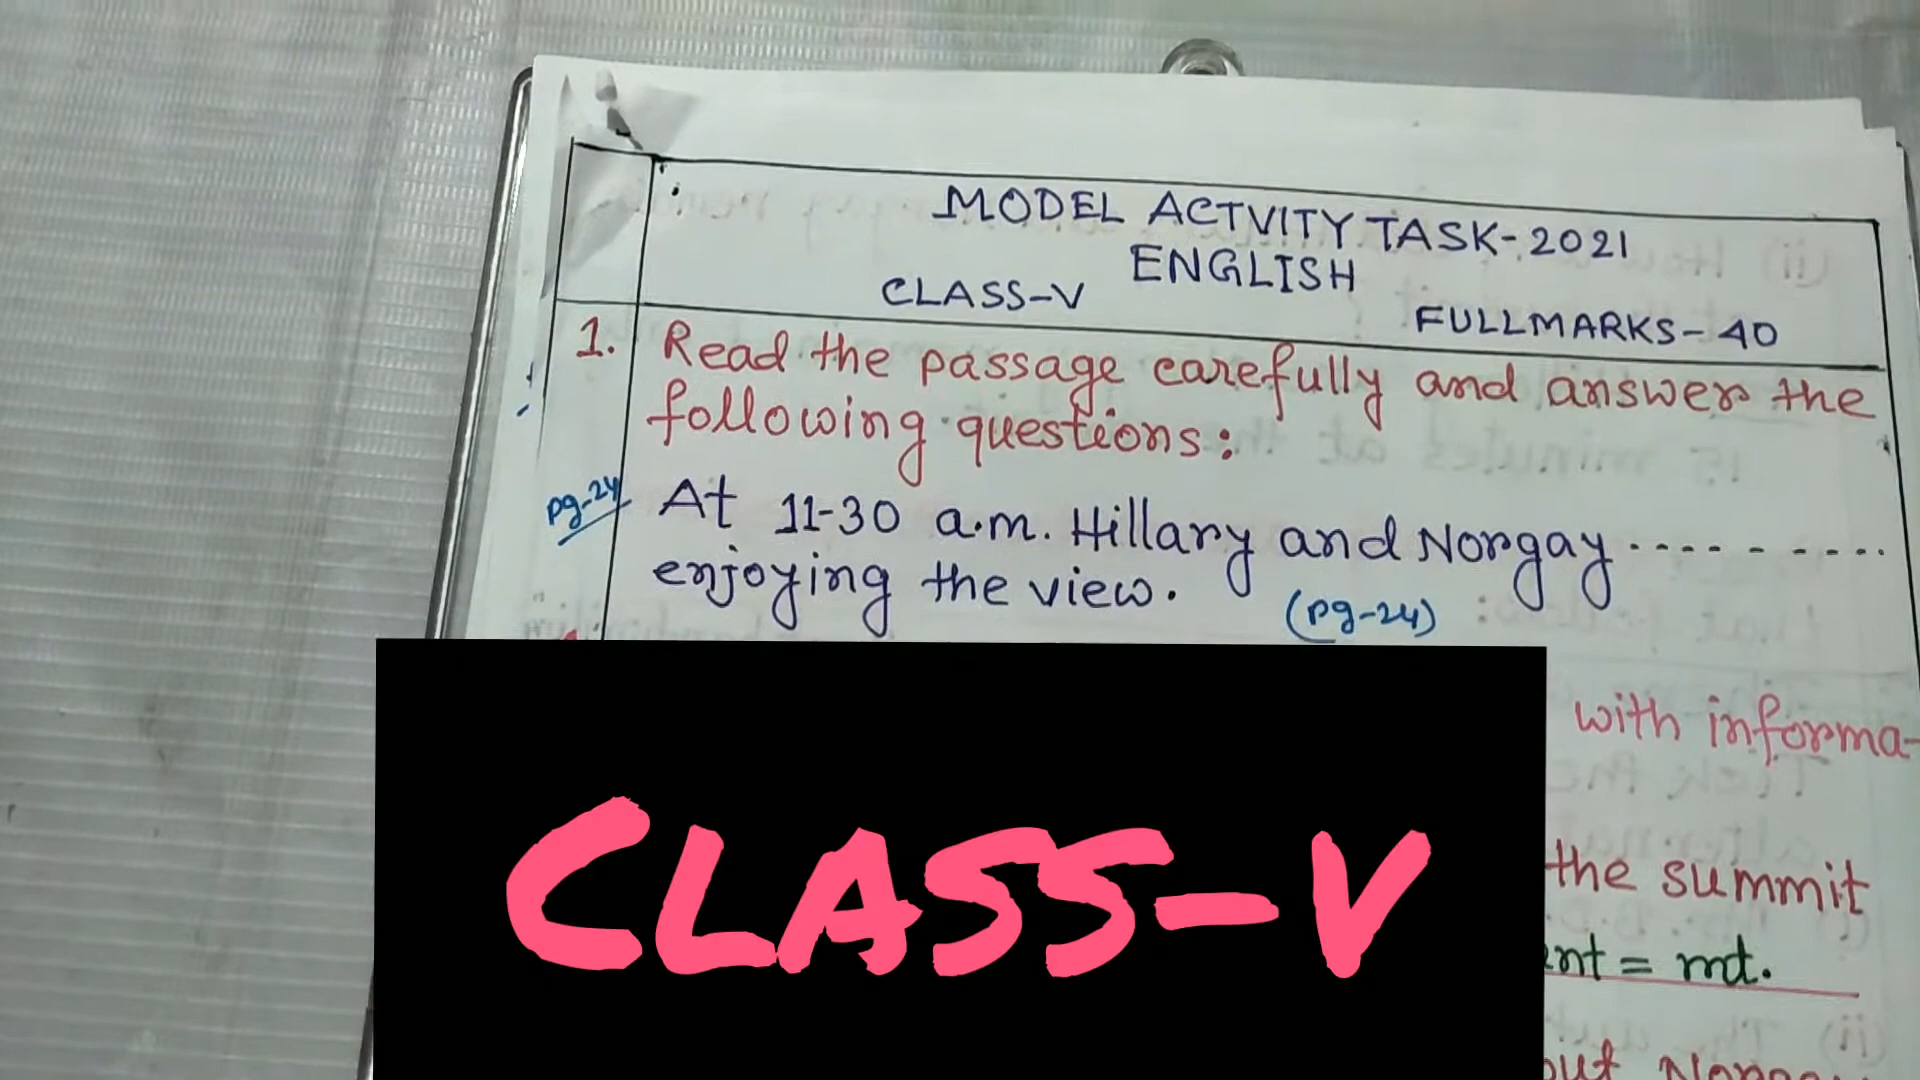 MODEL ACTVITY TASK-2021
ENGLISH
CLASS-V
FULLMARKS-40
1. Read the passage carefully and answer the
following questions:
pg-24
At 11-30 a.m. Hillary and Norgay ----------
enjoying the view.
(pg-24)
with informa-
the summit
= mt.
CLASS-V